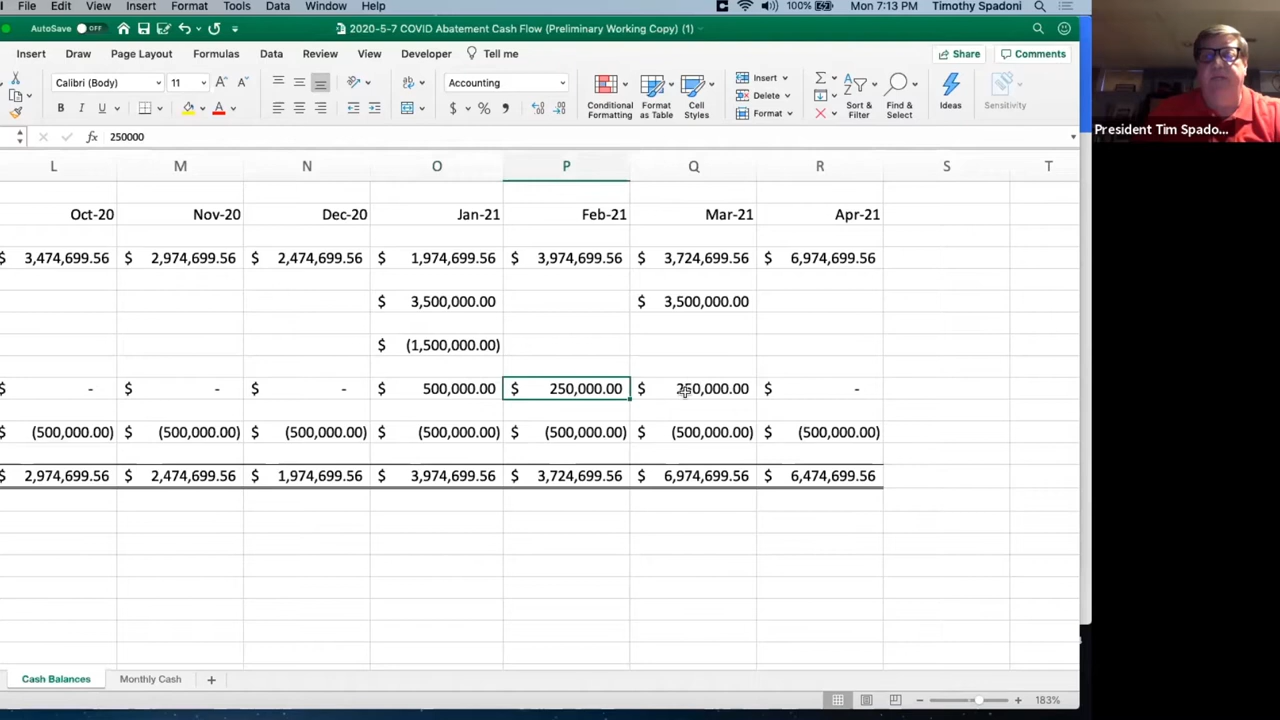 File Edit View Insert Format Tools Data Window Help 100% Mon 7:13 PM Timothy Spadoni
AutoSave OFF 2020-5-7 COVID Abatement Cash Flow (Preliminary Working Copy) (1)
Insert Draw Page Layout Formulas Data Review View Developer Tell me Share Comments
Calibri (Body) 11 Accounting Insert
Delete
B I U $ % Conditional Formatting Format as Table Cell Styles Format Sort & Filter Find & Select Ideas Sensitivity
President Tim Spado...
fx 250000
L M N O P Q R S T
Oct-20 Nov-20 Dec-20 Jan-21 Feb-21 Mar-21 Apr-21
$ 3,474,699.56 $ 2,974,699.56 $ 2,474,699.56 $ 1,974,699.56 $ 3,974,699.56 $ 3,724,699.56 $ 6,974,699.56
$ 3,500,000.00 $ 3,500,000.00
$ (1,500,000.00)
$ - $ - $ - $ 500,000.00 $ 250,000.00 $ 250,000.00 $ -
(500,000.00) $ (500,000.00) $ (500,000.00) $ (500,000.00) $ (500,000.00) $ (500,000.00) $ (500,000.00)
$ 2,974,699.56 $ 2,474,699.56 $ 1,974,699.56 $ 3,974,699.56 $ 3,724,699.56 $ 6,974,699.56 $ 6,474,699.56
Cash Balances Monthly Cash +
183%